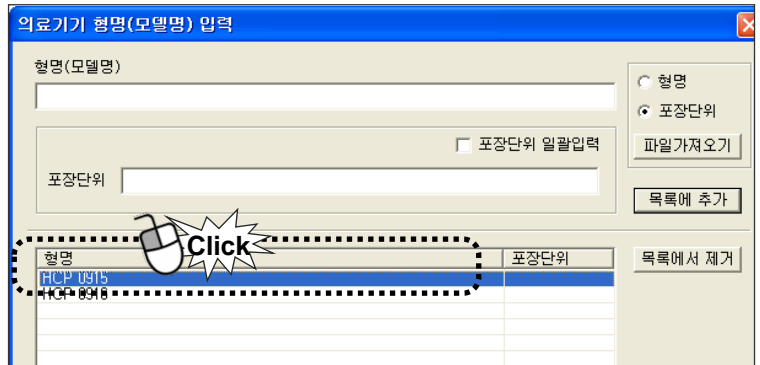 의료기기 형명(모델명) 입력
형명(모델명)
형명
포장단위
파일가져오기
포장단위 일괄입력
포장단위
목록에 추가
Click
형명 포장단위
목록에서 제거
HCP 0915
HCP 0916